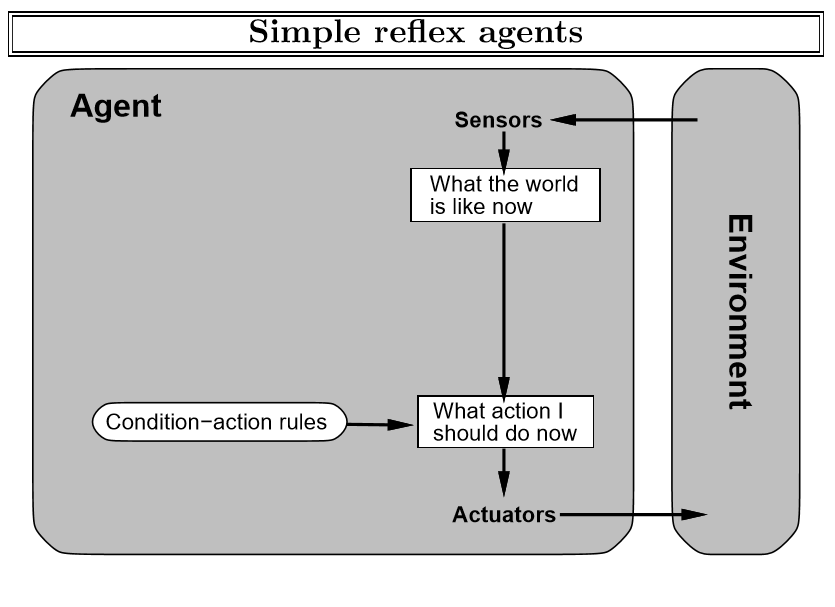 Simple reflex agents
Agent
Sensors
What the world
is like now
Environment
Condition−action rules
What action I
should do now
Actuators